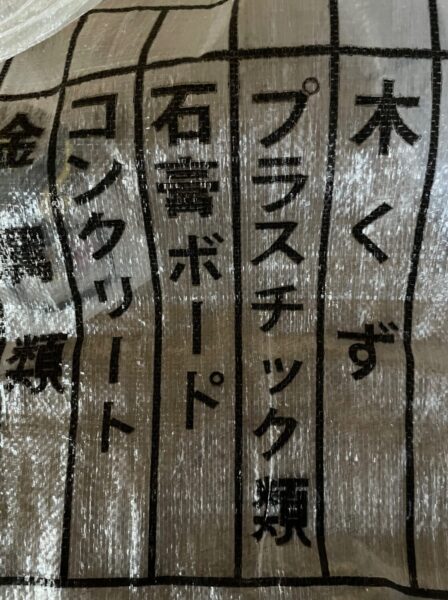 木くず
プラスチック類
石膏ボード
コンクリート
金属類